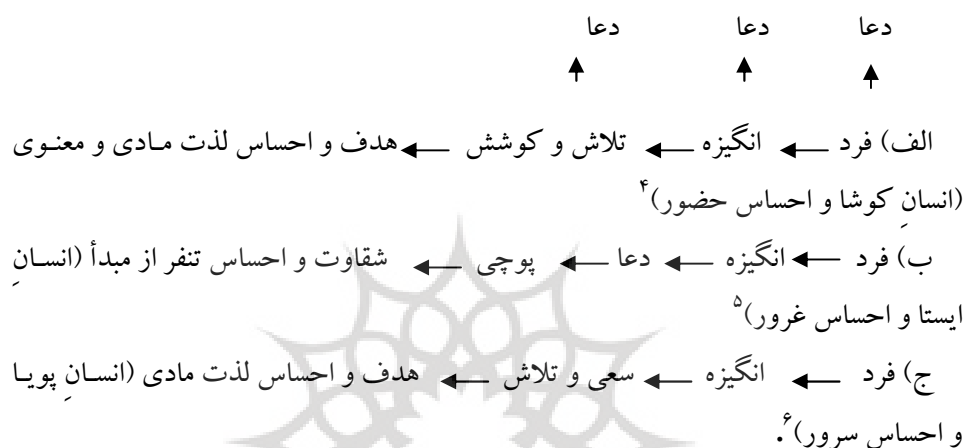 دعا دعا دعا
الف) فرد ← انگیزه ← تلاش و کوشش ← هدف و احساس لذت مادی و معنوی
(انسانِ کوشا و احساس حضور)۴
ب) فرد ← انگیزه ← دعا ← پوچی ← شقاوت و احساس تنفر از مبدأ (انسانِ
ایستا و احساس غرور)۵
ج) فرد ← انگیزه ← سعی و تلاش ← هدف و احساس لذت مادی (انسانِ پویا
و احساس سرور)۶.